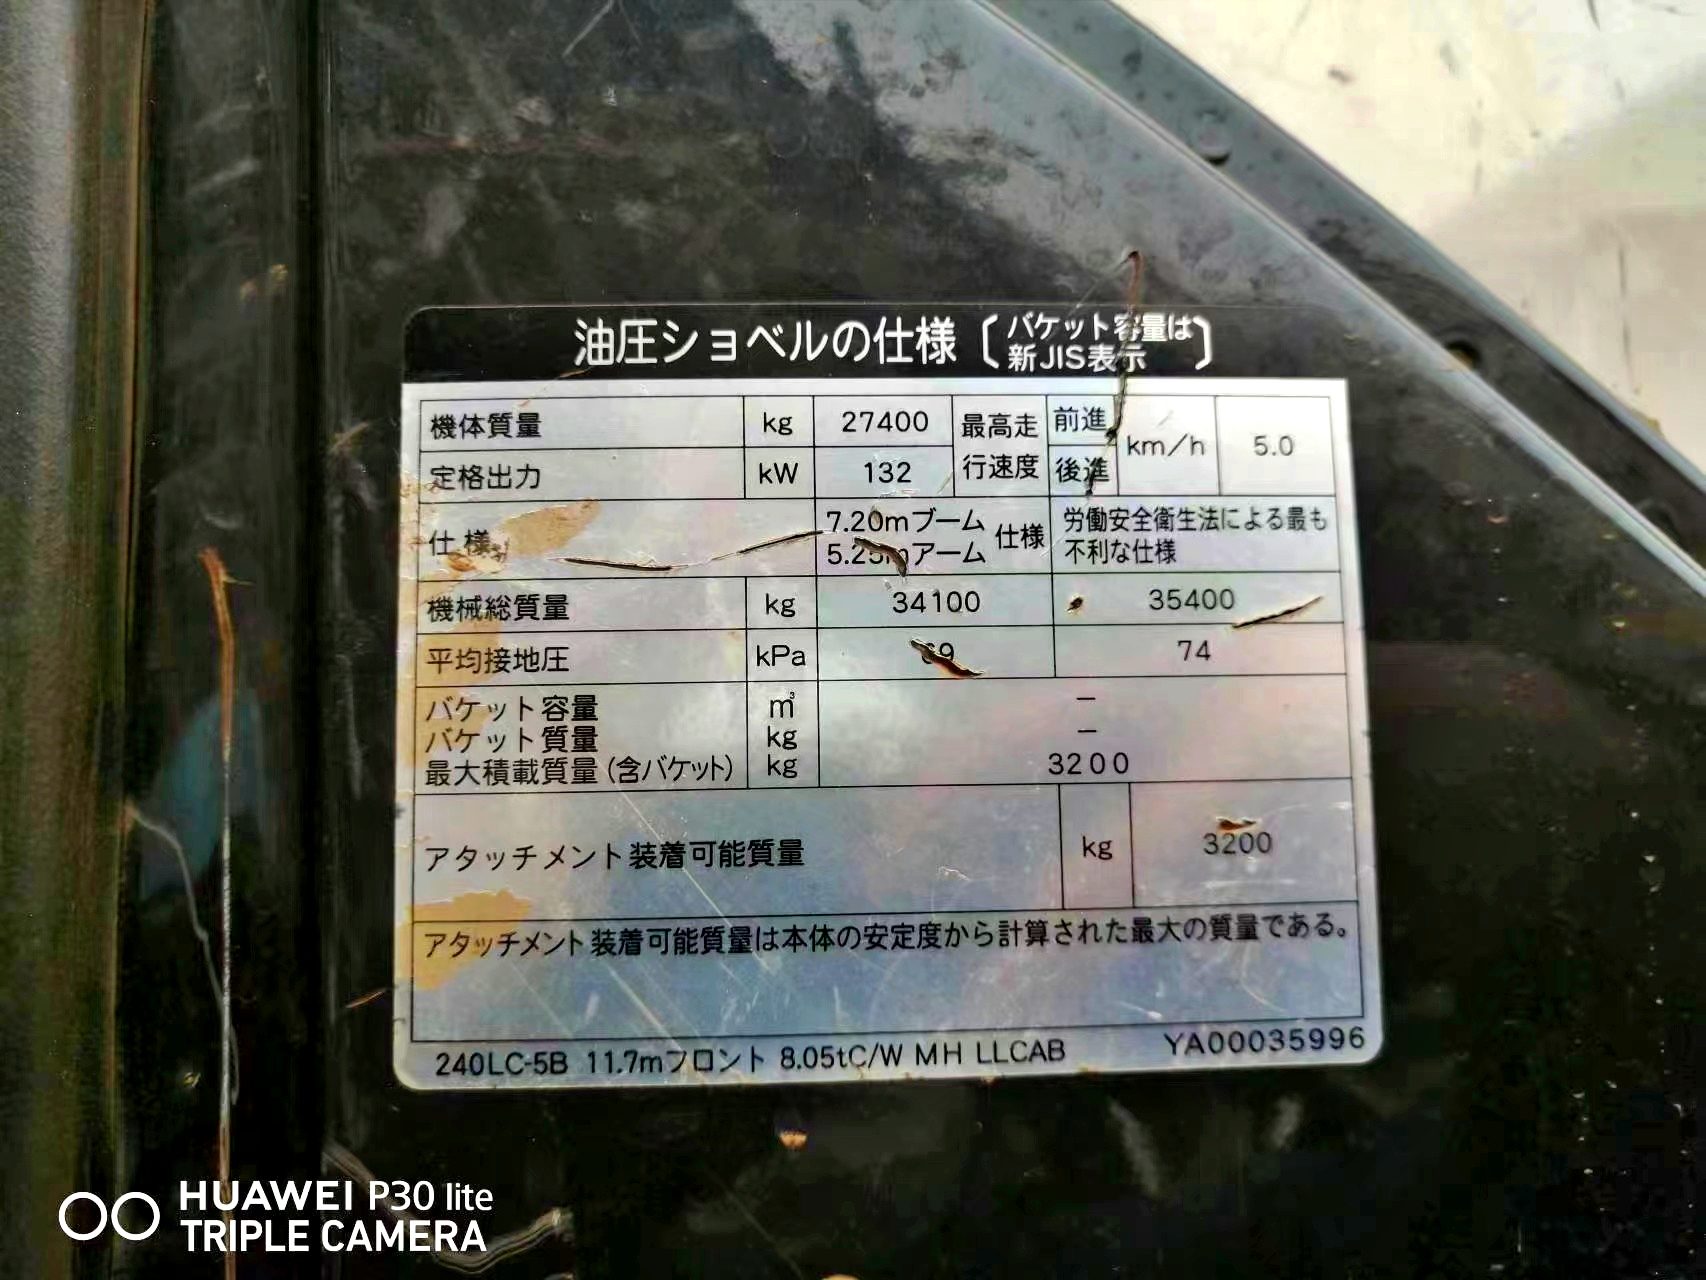 油圧ショベルの仕様〔バケット容量は
新JIS表示〕
機体質量 kg 27400 最高走 前進 km/h 5.0
定格出力 kW 132 行速度 後進
仕様 7.20mブーム 仕様 労働安全衛生法による最も
5.25mアーム 不利な仕様
機械総質量 kg 34100 35400
平均接地圧 kPa 69 74
バケット容量 m³ －
バケット質量 kg －
最大積載質量(含バケット) kg 3200
アタッチメント装着可能質量 kg 3200
アタッチメント装着可能質量は本体の安定度から計算された最大の質量である。
240LC-5B 11.7mフロント 8.05tC/W MH LLCAB YA00035996
HUAWEI P30 lite
TRIPLE CAMERA